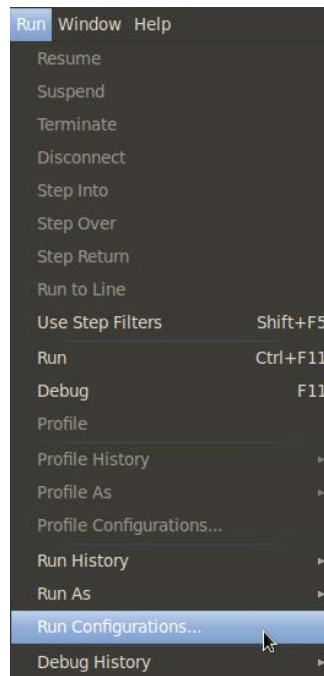 Run Window Help
Resume
Suspend
Terminate
Disconnect
Step Into
Step Over
Step Return
Run to Line
Use Step Filters Shift+F5
Run Ctrl+F11
Debug F11
Profile
Profile History
Profile As
Profile Configurations...
Run History
Run As
Run Configurations...
Debug History